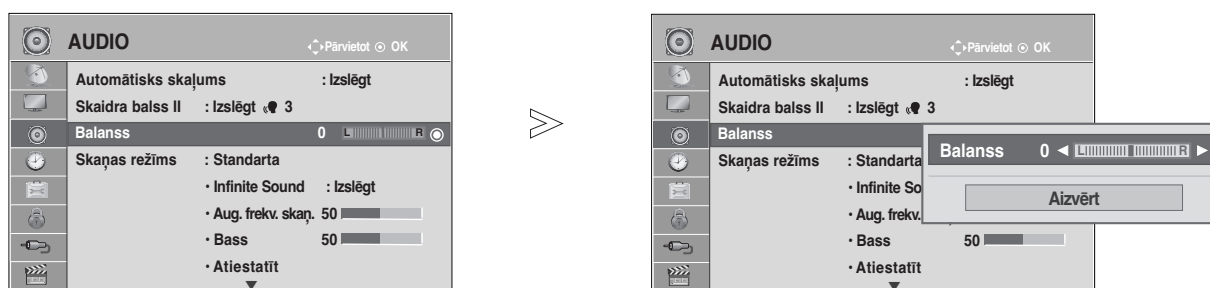 AUDIO
Pārvietot OK
Automātisks skaļums : Izslēgt
Skaidra balss II : Izslēgt 3
Balanss 0 L R
Skaņas režīms : Standarta
• Infinite Sound : Izslēgt
• Aug. frekv. skaņ. 50
• Bass 50
• Atiestatīt
AUDIO
Pārvietot OK
Automātisks skaļums : Izslēgt
Skaidra balss II : Izslēgt 3
Balanss
Skaņas režīms : Standarta
• Infinite So
• Aug. frekv.
• Bass 50
• Atiestatīt
Balanss 0 L R
Aizvērt